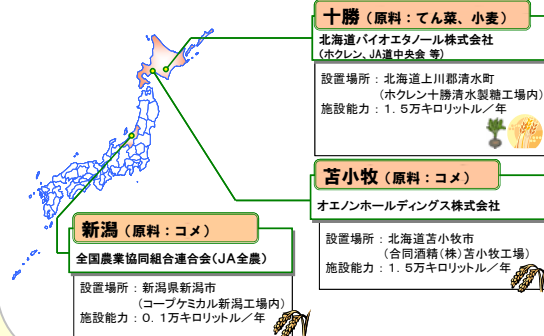 十勝（原料：てん菜、小麦）
北海道バイオエタノール株式会社
（ホクレン、JA道中央会 等）
設置場所：北海道上川郡清水町
（ホクレン十勝清水製糖工場内）
施設能力：１．５万キロリットル／年
苫小牧（原料：コメ）
オエノンホールディングス株式会社
設置場所：北海道苫小牧市
（合同酒精（株）苫小牧工場）
施設能力：１．５万キロリットル／年
新潟（原料：コメ）
全国農業協同組合連合会（JA全農）
設置場所：新潟県新潟市
（コープケミカル新潟工場内）
施設能力：０．１万キロリットル／年